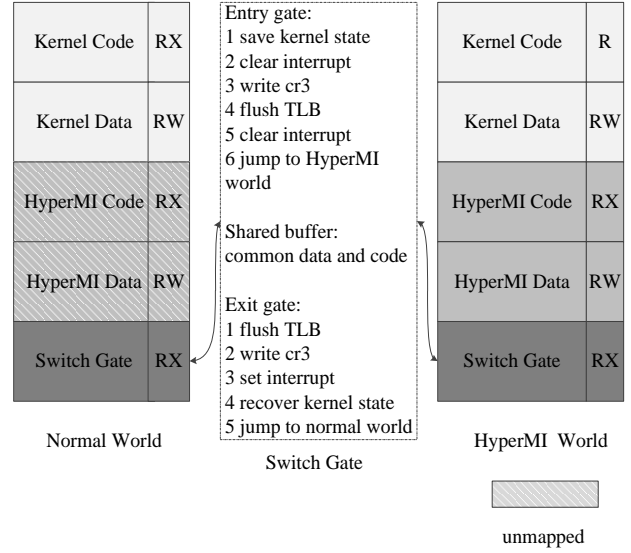 Kernel Code RX
Kernel Data RW
HyperMI Code RX
HyperMI Data RW
Switch Gate RX
Normal World
Entry gate:
1 save kernel state
2 clear interrupt
3 write cr3
4 flush TLB
5 clear interrupt
6 jump to HyperMI
world
Shared buffer:
common data and code
Exit gate:
1 flush TLB
2 write cr3
3 set interrupt
4 recover kernel state
5 jump to normal world
Switch Gate
Kernel Code R
Kernel Data RW
HyperMI Code RX
HyperMI Data RW
Switch Gate RX
HyperMI World
unmapped